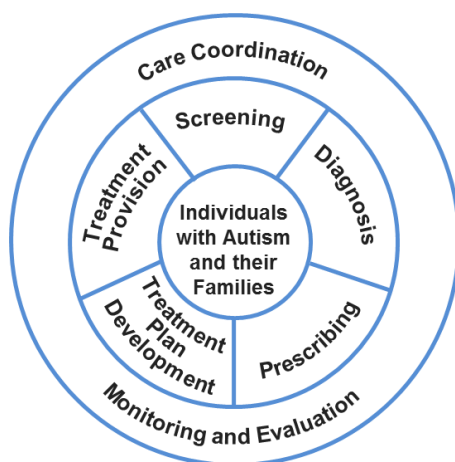 Care Coordination
Screening
Diagnosis
Prescribing
Treatment
Plan
Development
Treatment
Provision
Individuals
with Autism
and their
Families
Monitoring and Evaluation